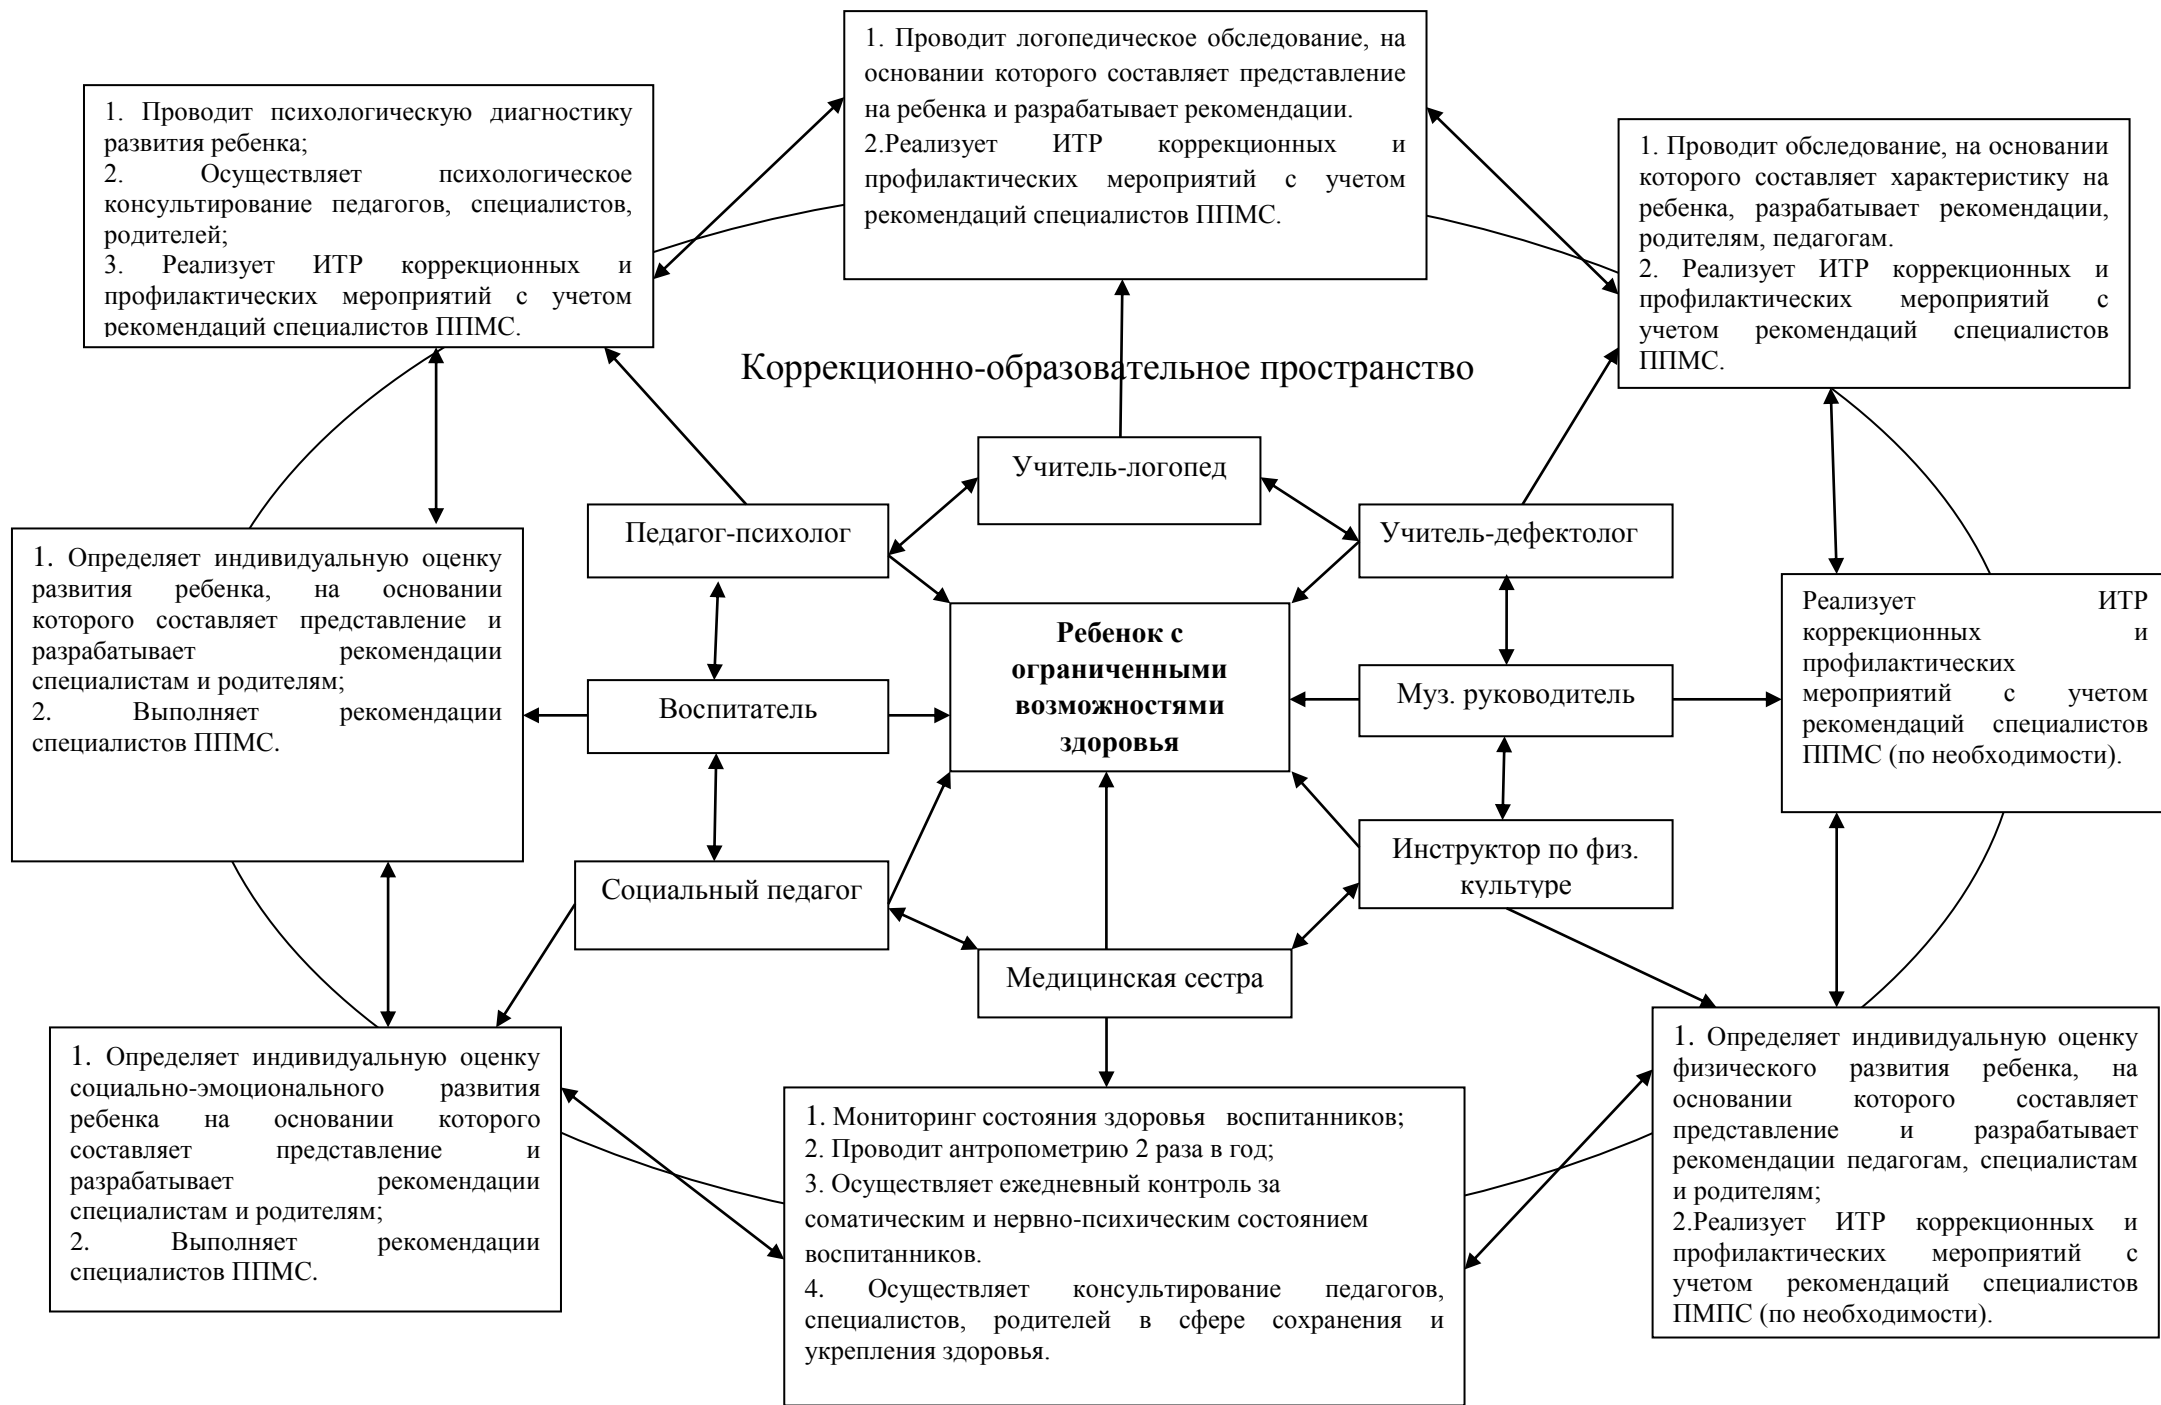 1. Проводит логопедическое обследование, на
основании которого составляет представление
на ребенка и разрабатывает рекомендации.
2.Реализует ИТР коррекционных и
профилактических мероприятий с учетом
рекомендаций специалистов ППМС.
1. Проводит психологическую диагностику
развития ребенка;
2. Осуществляет психологическое
консультирование педагогов, специалистов,
родителей;
3. Реализует ИТР коррекционных и
профилактических мероприятий с учетом
рекомендаций специалистов ППМС.
1. Проводит обследование, на основании
которого составляет характеристику на
ребенка, разрабатывает рекомендации,
родителям, педагогам.
2. Реализует ИТР коррекционных и
профилактических мероприятий с
учетом рекомендаций специалистов
ППМС.
Коррекционно-образовательное пространство
Учитель-логопед
Педагог-психолог
Учитель-дефектолог
1. Определяет индивидуальную оценку
развития ребенка, на основании
которого составляет представление и
разрабатывает рекомендации
специалистам и родителям;
2. Выполняет рекомендации
специалистов ППМС.
Воспитатель
Ребенок с
ограниченными
возможностями
здоровья
Муз. руководитель
Реализует ИТР
коррекционных и
профилактических
мероприятий с учетом
рекомендаций специалистов
ППМС (по необходимости).
Социальный педагог
Инструктор по физ.
культуре
Медицинская сестра
1. Определяет индивидуальную оценку
социально-эмоционального развития
ребенка на основании которого
составляет представление и
разрабатывает рекомендации
специалистам и родителям;
2. Выполняет рекомендации
специалистов ППМС.
1. Мониторинг состояния здоровья воспитанников;
2. Проводит антропометрию 2 раза в год;
3. Осуществляет ежедневный контроль за
соматическим и нервно-психическим состоянием
воспитанников.
4. Осуществляет консультирование педагогов,
специалистов, родителей в сфере сохранения и
укрепления здоровья.
1. Определяет индивидуальную оценку
физического развития ребенка, на
основании которого составляет
представление и разрабатывает
рекомендации педагогам, специалистам
и родителям;
2.Реализует ИТР коррекционных и
профилактических мероприятий с
учетом рекомендаций специалистов
ПМПС (по необходимости).